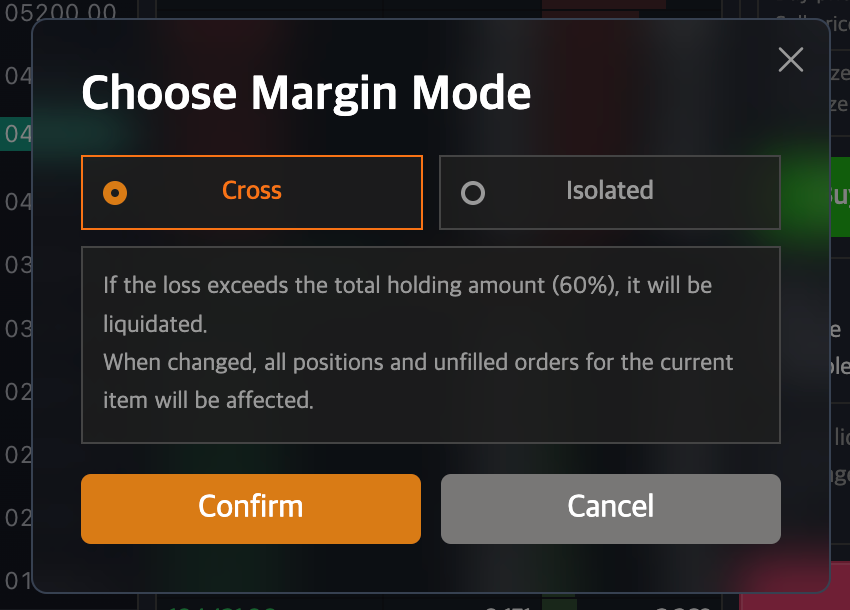 05200.00
Choose Margin Mode
Cross
Isolated
If the loss exceeds the total holding amount (60%), it will be
liquidated.
When changed, all positions and unfilled orders for the current
item will be affected.
Confirm
Cancel
04
04
04
03
03
02
02
02
01